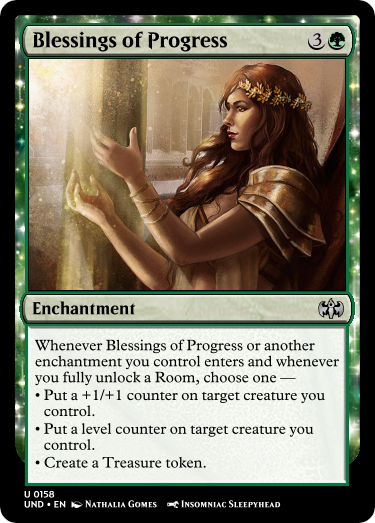 Blessings of Progress 3
Enchantment
Whenever Blessings of Progress or another
enchantment you control enters and whenever
you fully unlock a Room, choose one —
• Put a +1/+1 counter on target creature you
control.
• Put a level counter on target creature you
control.
• Create a Treasure token.
U 0158
UND • EN Nathalia Gomes Insomniac Sleepyhead